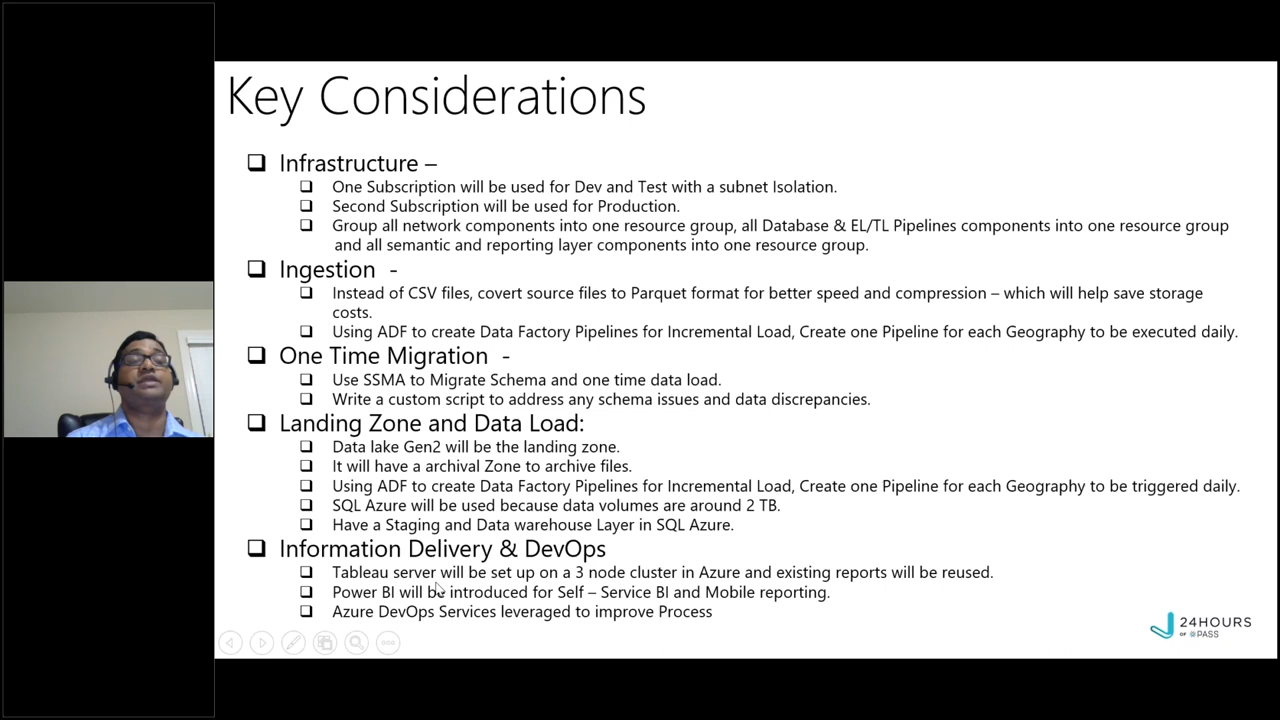 Key Considerations
Infrastructure –
One Subscription will be used for Dev and Test with a subnet Isolation.
Second Subscription will be used for Production.
Group all network components into one resource group, all Database & EL/TL Pipelines components into one resource group
and all semantic and reporting layer components into one resource group.
Ingestion -
Instead of CSV files, covert source files to Parquet format for better speed and compression – which will help save storage
costs.
Using ADF to create Data Factory Pipelines for Incremental Load, Create one Pipeline for each Geography to be executed daily.
One Time Migration -
Use SSMA to Migrate Schema and one time data load.
Write a custom script to address any schema issues and data discrepancies.
Landing Zone and Data Load:
Data lake Gen2 will be the landing zone.
It will have a archival Zone to archive files.
Using ADF to create Data Factory Pipelines for Incremental Load, Create one Pipeline for each Geography to be triggered daily.
SQL Azure will be used because data volumes are around 2 TB.
Have a Staging and Data warehouse Layer in SQL Azure.
Information Delivery & DevOps
Tableau server will be set up on a 3 node cluster in Azure and existing reports will be reused.
Power BI will be introduced for Self – Service BI and Mobile reporting.
Azure DevOps Services leveraged to improve Process
24HOURS
OF @PASS